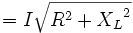 = I√(R² + X_L²)